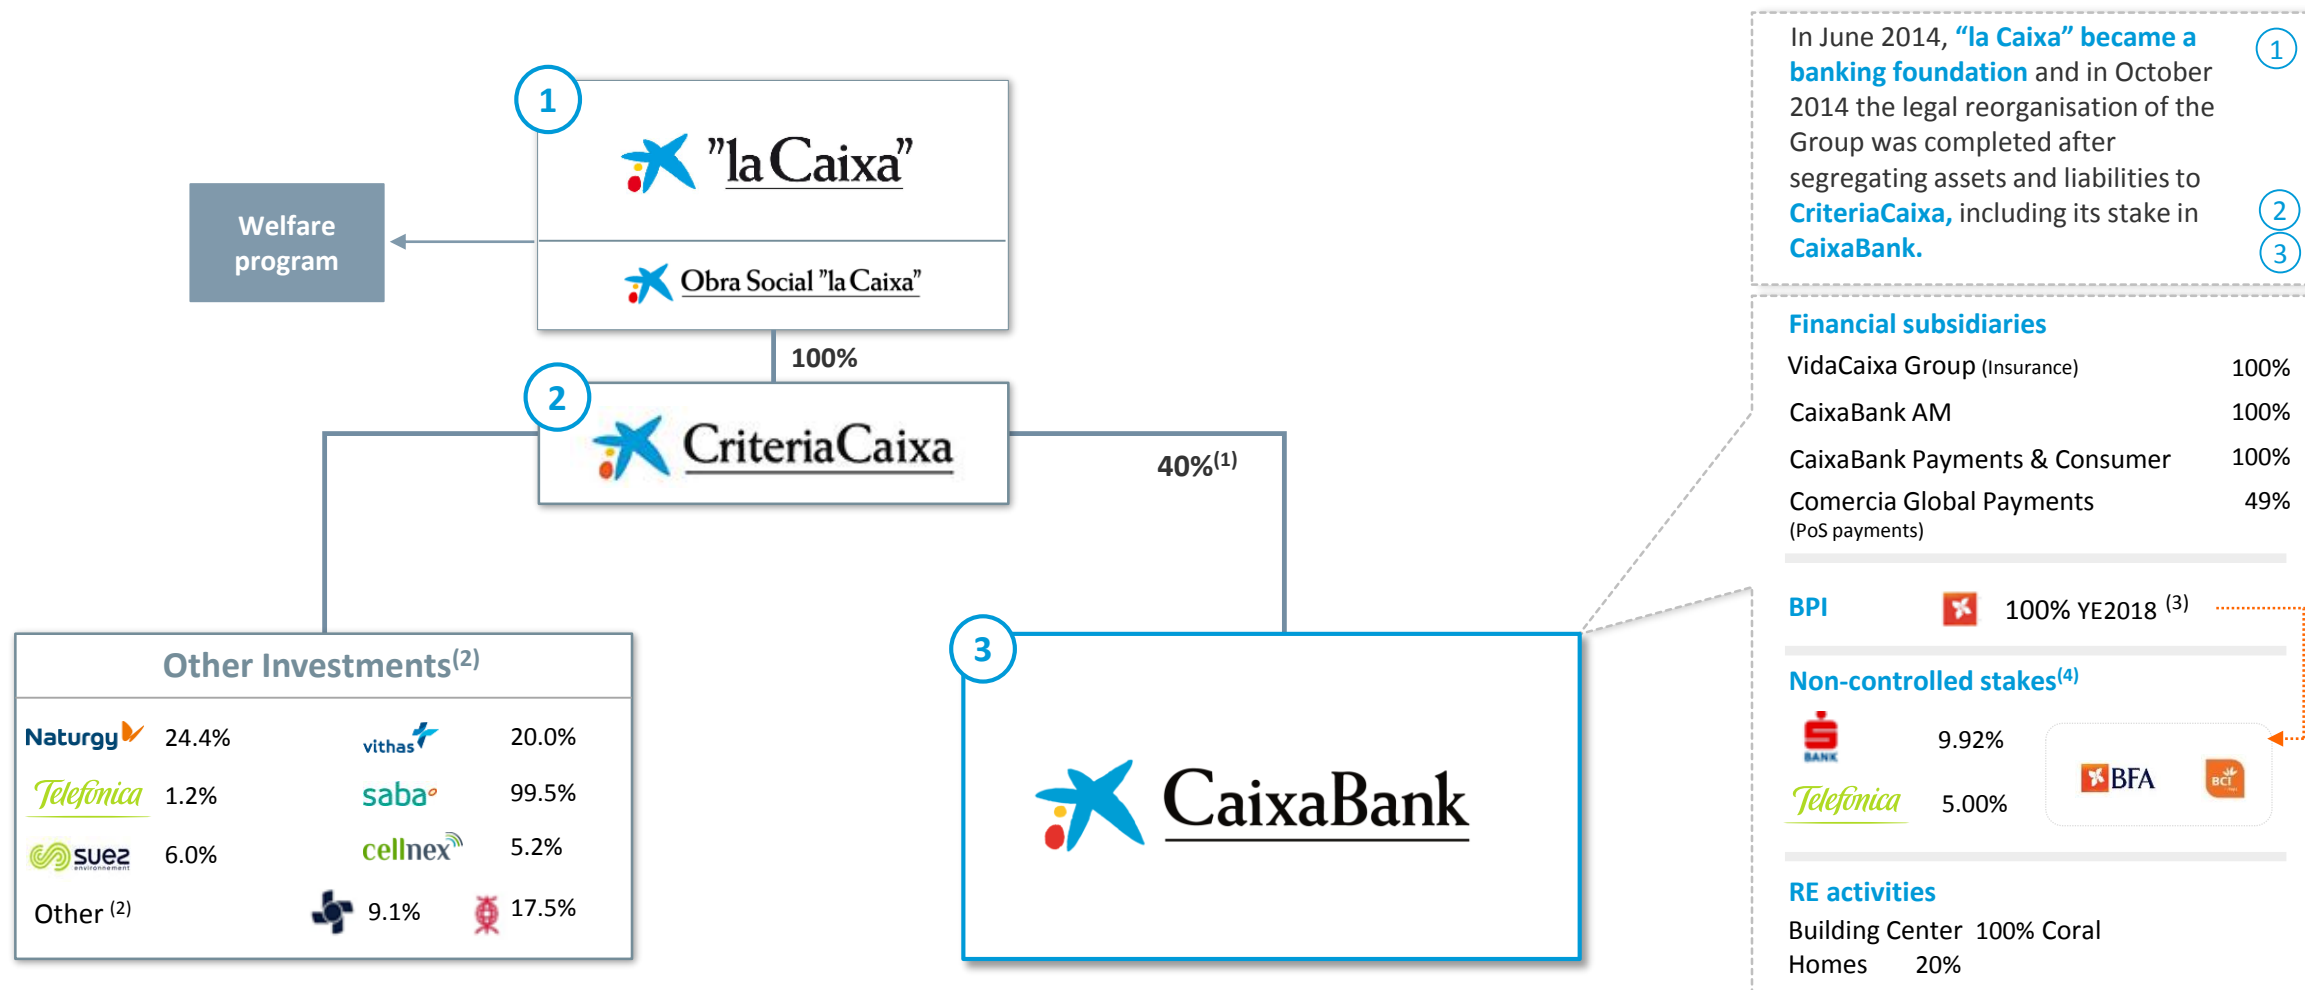 1
"la Caixa"
Welfare
program
Obra Social "la Caixa"
100%
2
CriteriaCaixa
40%(1)
Other Investments(2)
Naturgy 24.4% vithas 20.0%
Telefónica 1.2% saba 99.5%
suez environnement 6.0% cellnex 5.2%
Other (2) 9.1% 17.5%
3
CaixaBank
In June 2014, “la Caixa” became a 1
banking foundation and in October
2014 the legal reorganisation of the
Group was completed after
segregating assets and liabilities to
CriteriaCaixa, including its stake in 2
CaixaBank. 3
Financial subsidiaries
VidaCaixa Group (Insurance) 100%
CaixaBank AM 100%
CaixaBank Payments & Consumer 100%
Comercia Global Payments 49%
(PoS payments)
BPI 100% YE2018 (3)
Non-controlled stakes(4)
S BANK 9.92%
BFA BCI
Telefónica 5.00%
RE activities
Building Center 100% Coral
Homes 20%